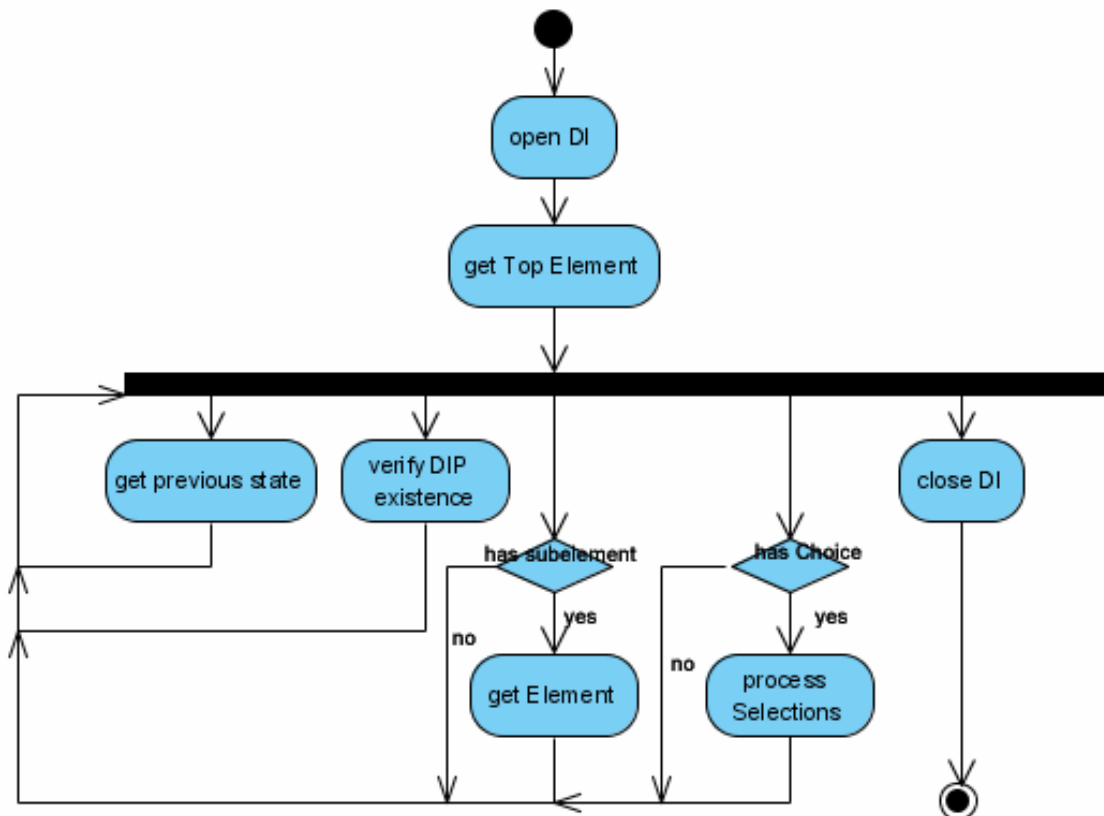 open DI
get Top Element
get previous state
verify DIP
existence
close DI
has subelement
has Choice
yes
yes
no
no
get Element
process
Selections